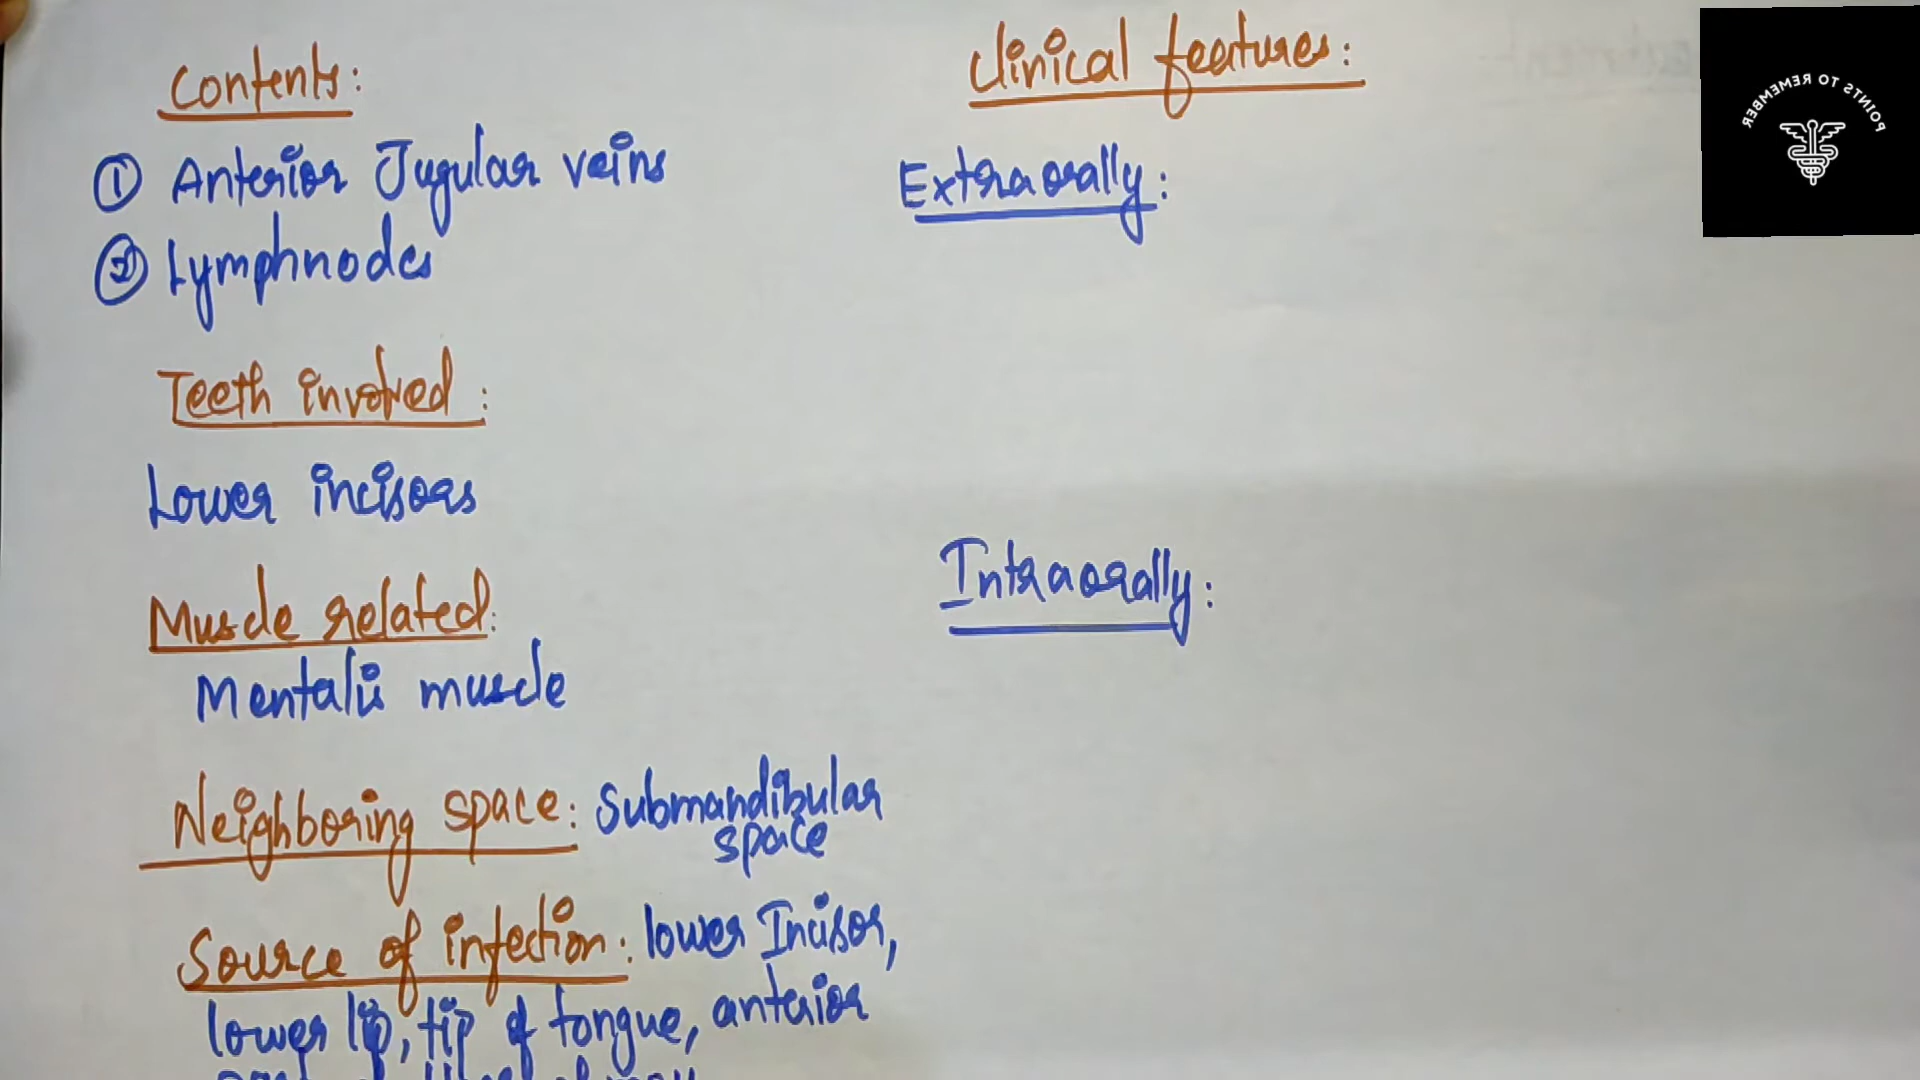 Contents:
① Anterior Jugular veins
② Lymphnodes
Teeth involved :
Lower incisors
Muscle related:
Mentalis muscle
Neighboring space: Submandibular
space
Source of infection: lower Incisor,
lower lip, tip of tongue, anterior
Clinical features:
Extraorally:
Intraorally:
POINTS TO REMEMBER